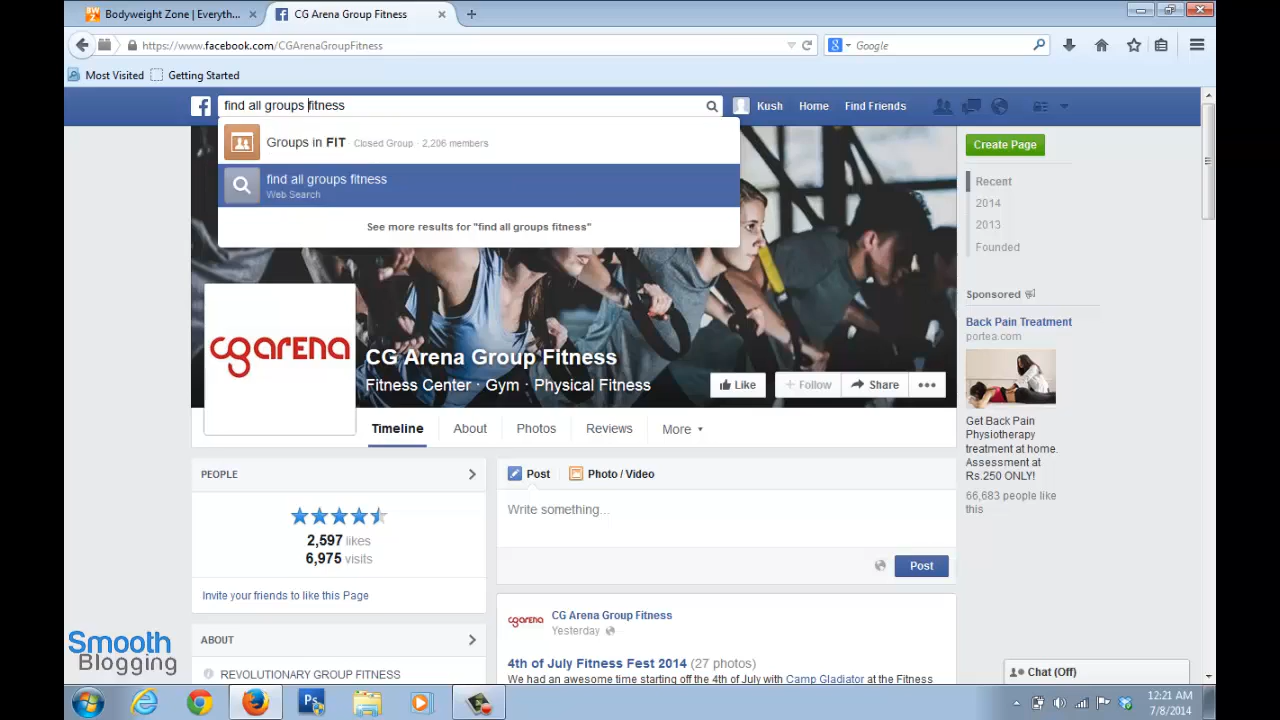 Bodyweight Zone | Everyth...
CG Arena Group Fitness
https://www.facebook.com/CGArenaGroupFitness
Google
Most Visited
Getting Started
find all groups fitness
Kush
Home
Find Friends
Groups in FIT Closed Group · 2,206 members
find all groups fitness
Web Search
See more results for "find all groups fitness"
Create Page
Recent
2014
2013
Founded
Sponsored
Back Pain Treatment
portea.com
Get Back Pain
Physiotherapy
treatment at home.
Assessment at
Rs.250 ONLY!
66,683 people like
this
cgarena
CG Arena Group Fitness
Fitness Center · Gym · Physical Fitness
Like
+ Follow
Share
Timeline
About
Photos
Reviews
More
PEOPLE
2,597 likes
6,975 visits
Invite your friends to like this Page
ABOUT
REVOLUTIONARY GROUP FITNESS
Post
Photo / Video
Write something...
Post
cgarena
CG Arena Group Fitness
Yesterday
4th of July Fitness Fest 2014 (27 photos)
We had an awesome time starting off the 4th of July with Camp Gladiator at the Fitness
Chat (Off)
Smooth
Blogging
12:21 AM
7/8/2014